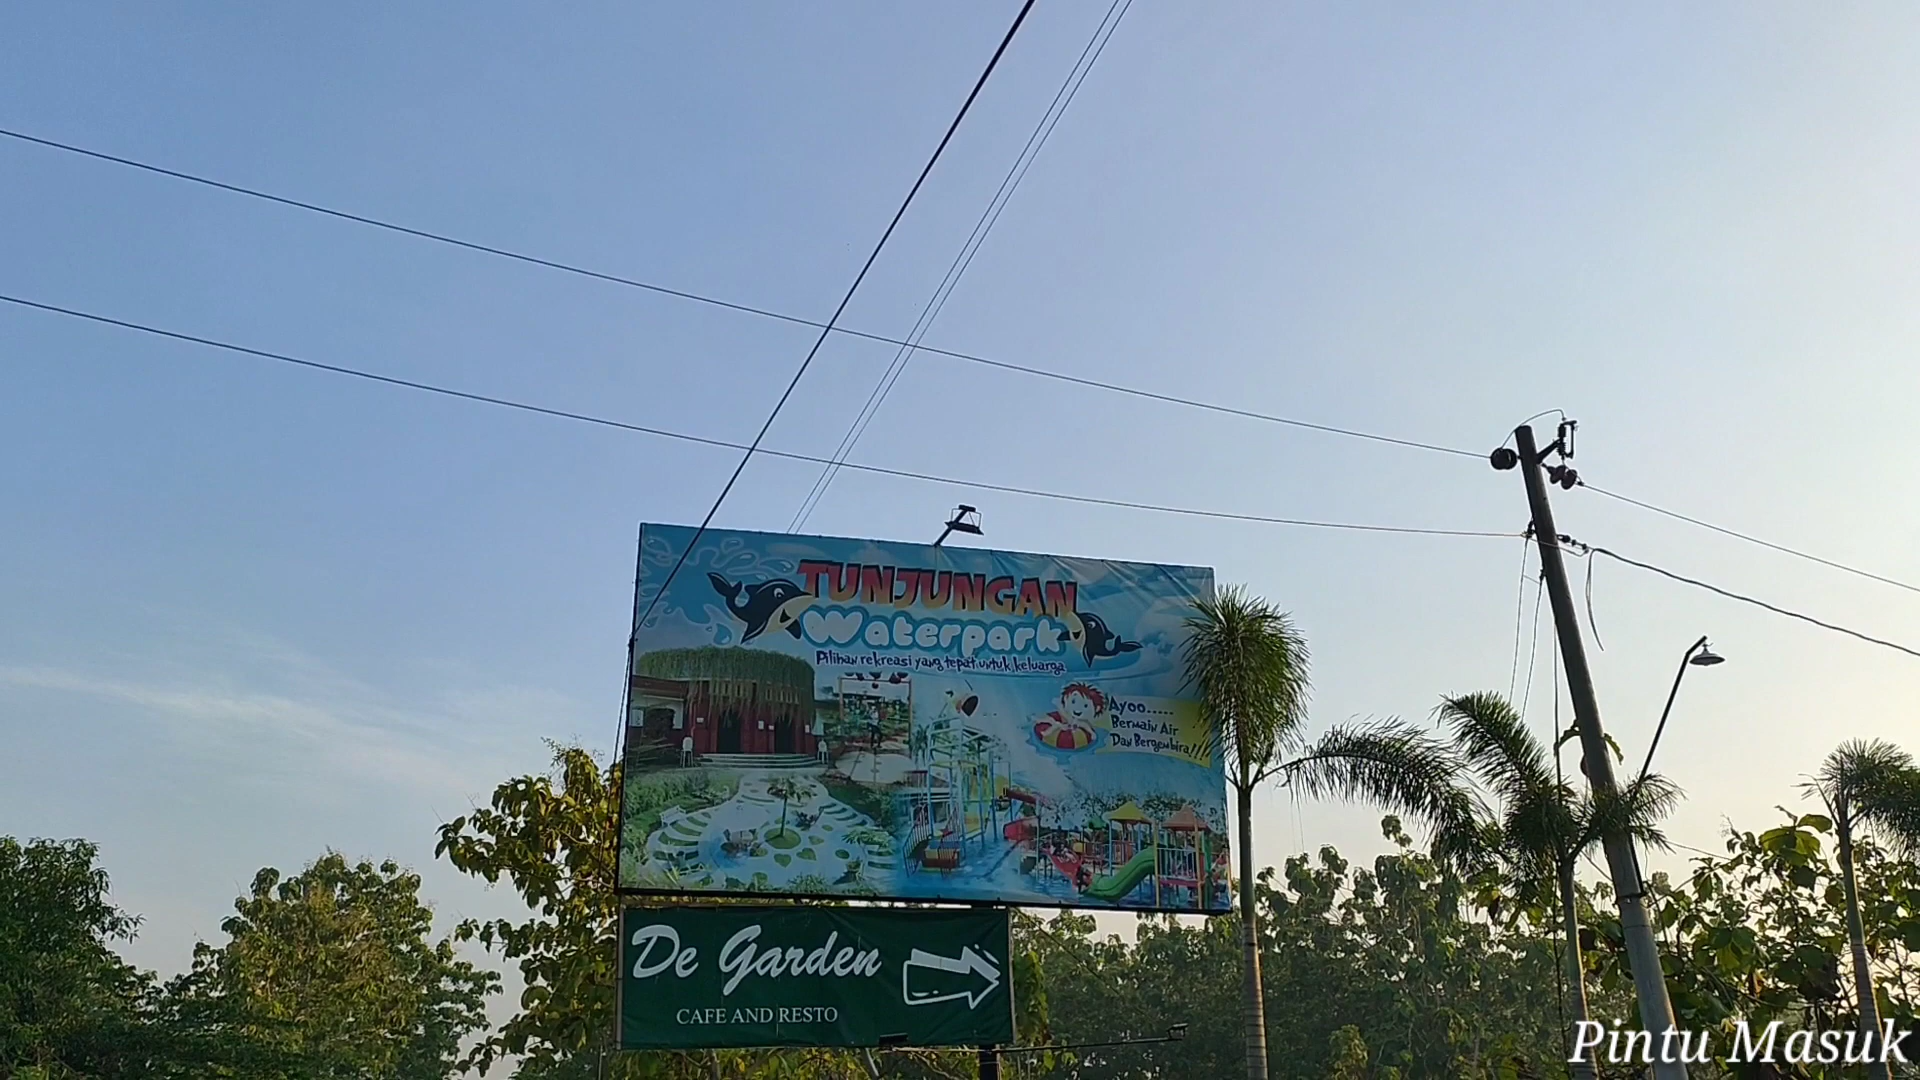 TUNJUNGAN
Waterpark
Pilihan rekreasi yang tepat untuk keluarga
Ayoo.....
Bermain Air
Dan Bergembira!!!
De Garden
CAFE AND RESTO
Pintu Masuk